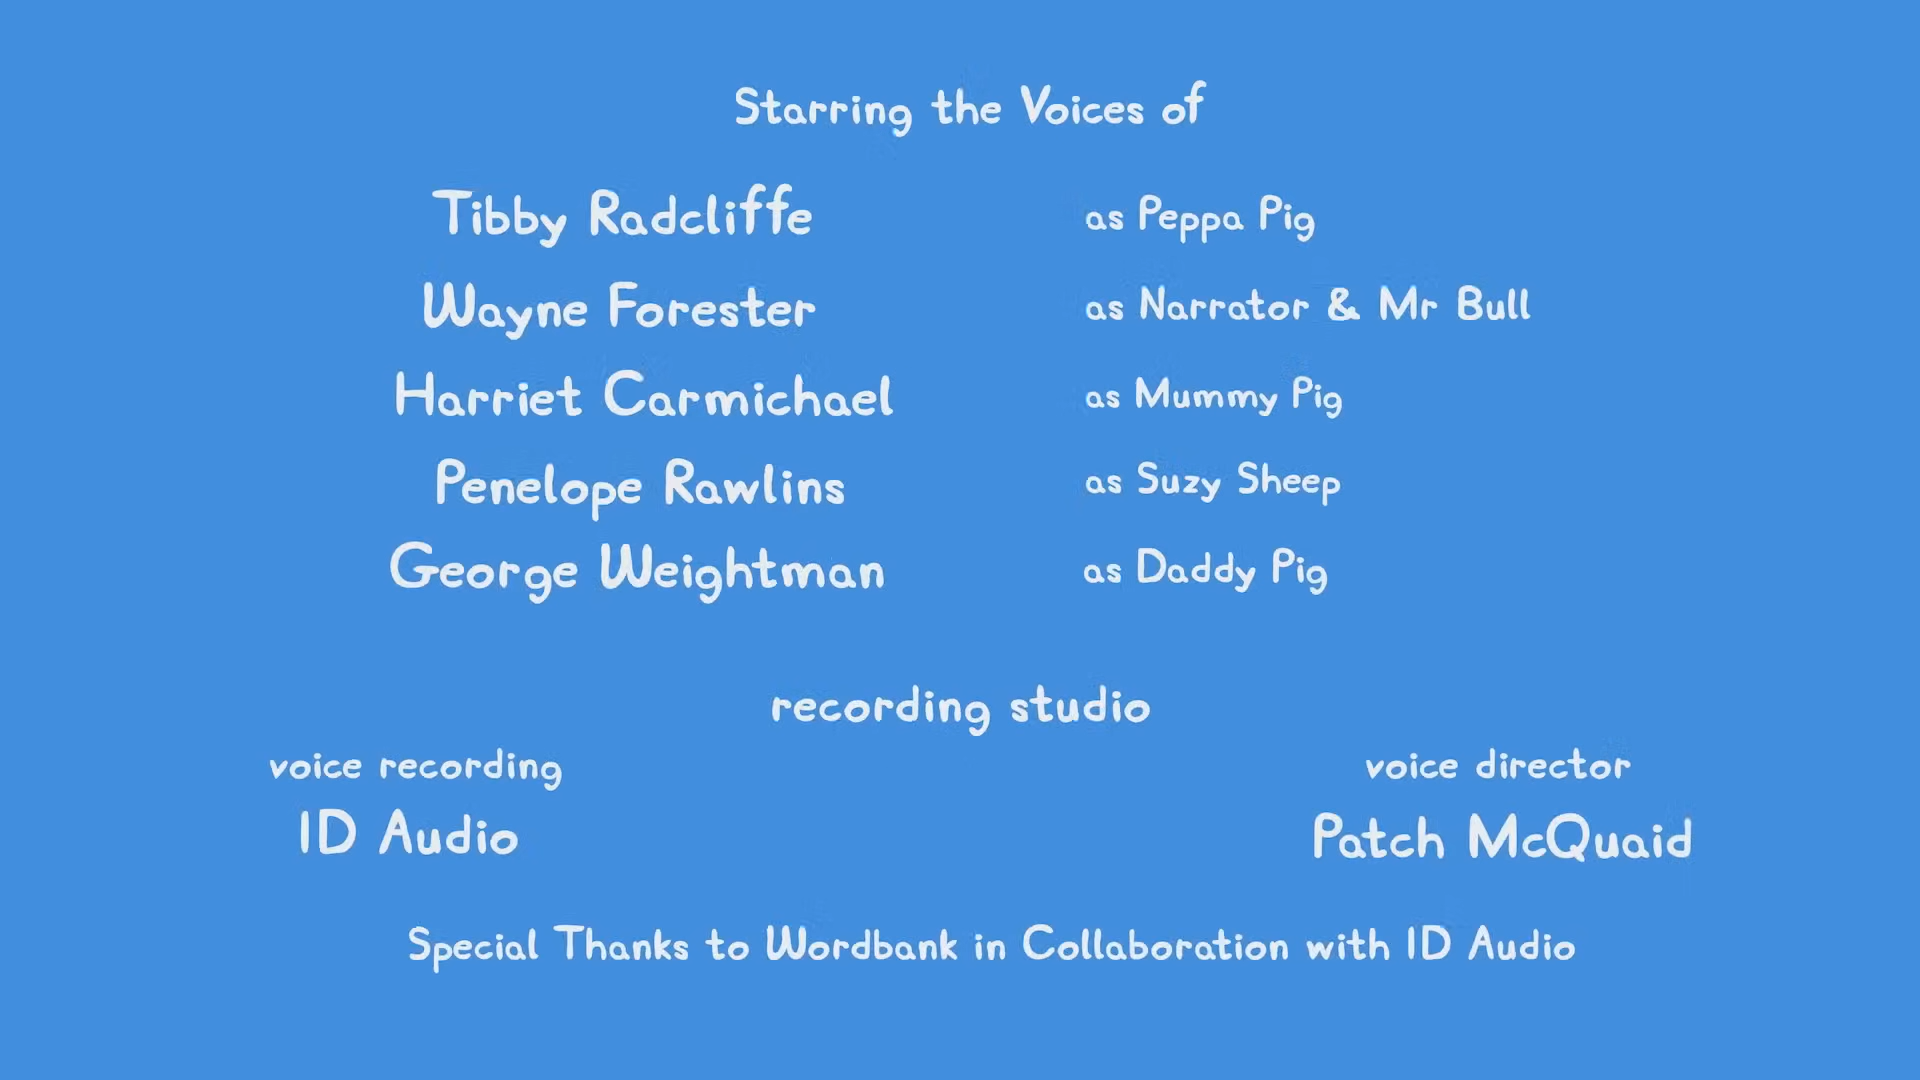 Starring the Voices of
Tibby Radcliffe as Peppa Pig
Wayne Forester as Narrator & Mr Bull
Harriet Carmichael as Mummy Pig
Penelope Rawlins as Suzy Sheep
George Weightman as Daddy Pig
recording studio
voice recording voice director
ID Audio Patch McQuaid
Special Thanks to Wordbank in Collaboration with ID Audio